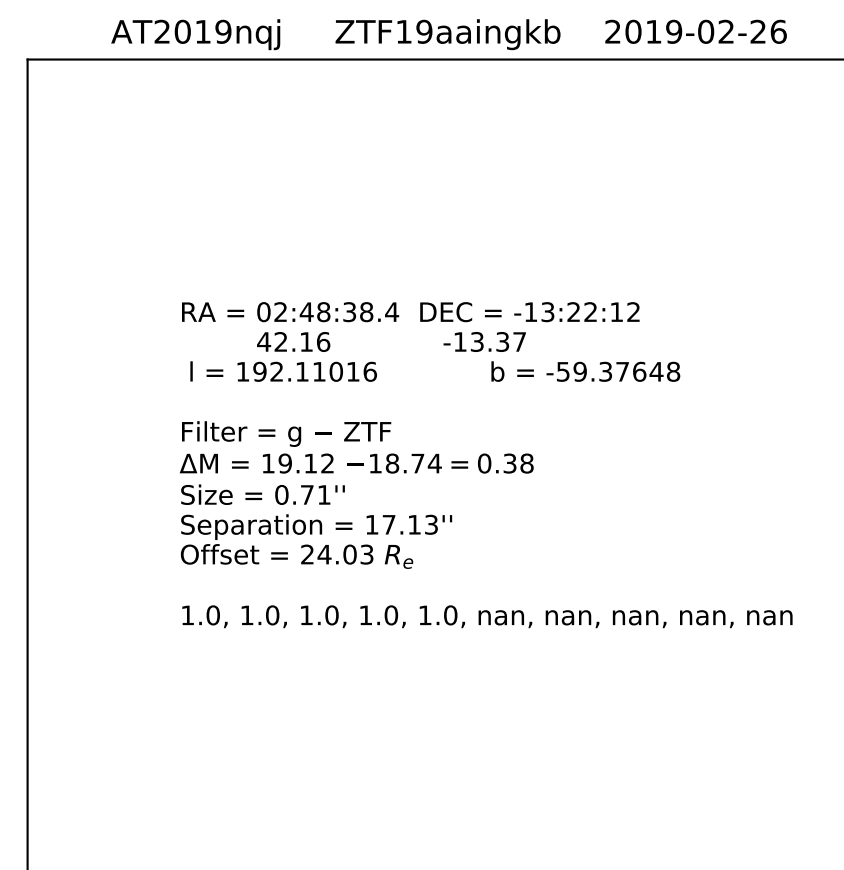 AT2019nqj ZTF19aaingkb 2019-02-26
RA = 02:48:38.4 DEC = -13:22:12
42.16 -13.37
l = 192.11016 b = -59.37648
Filter = g − ZTF
ΔM = 19.12 −18.74 = 0.38
Size = 0.71''
Separation = 17.13''
Offset = 24.03 Rₑ
1.0, 1.0, 1.0, 1.0, 1.0, nan, nan, nan, nan, nan